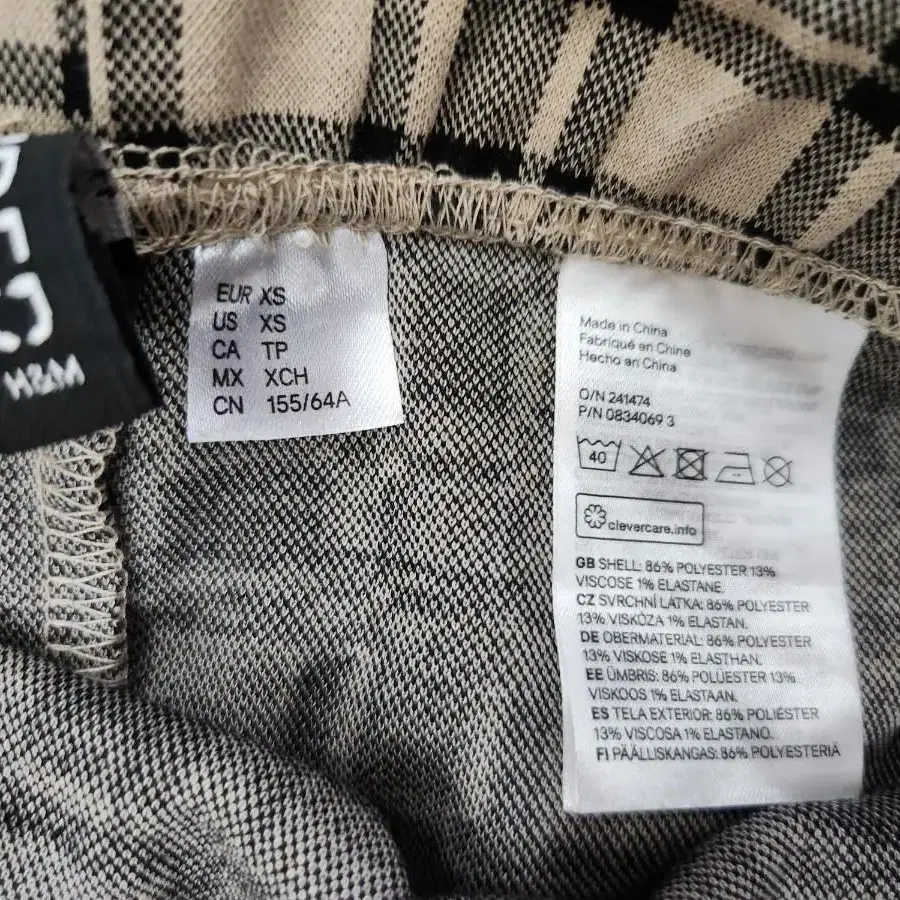 H&M
EUR XS
US XS
CA TP
MX XCH
CN 155/64A
Made in China
Fabriqué en Chine
Hecho en China
O/N 241474
P/N 0834069 3
40
clevercare.info
GB SHELL: 86% POLYESTER 13%
VISCOSE 1% ELASTANE.
CZ SVRCHNÍ LÁTKA: 86% POLYESTER
13% VISKÓZA 1% ELASTAN.
DE OBERMATERIAL: 86% POLYESTER
13% VISKOSE 1% ELASTHAN.
EE ÜMBRIS: 86% POLÜESTER 13%
VISKOOS 1% ELASTAAN.
ES TELA EXTERIOR: 86% POLIÉSTER
13% VISCOSA 1% ELASTANO.
FI PÄÄLLISKANGAS: 86% POLYESTERIÄ